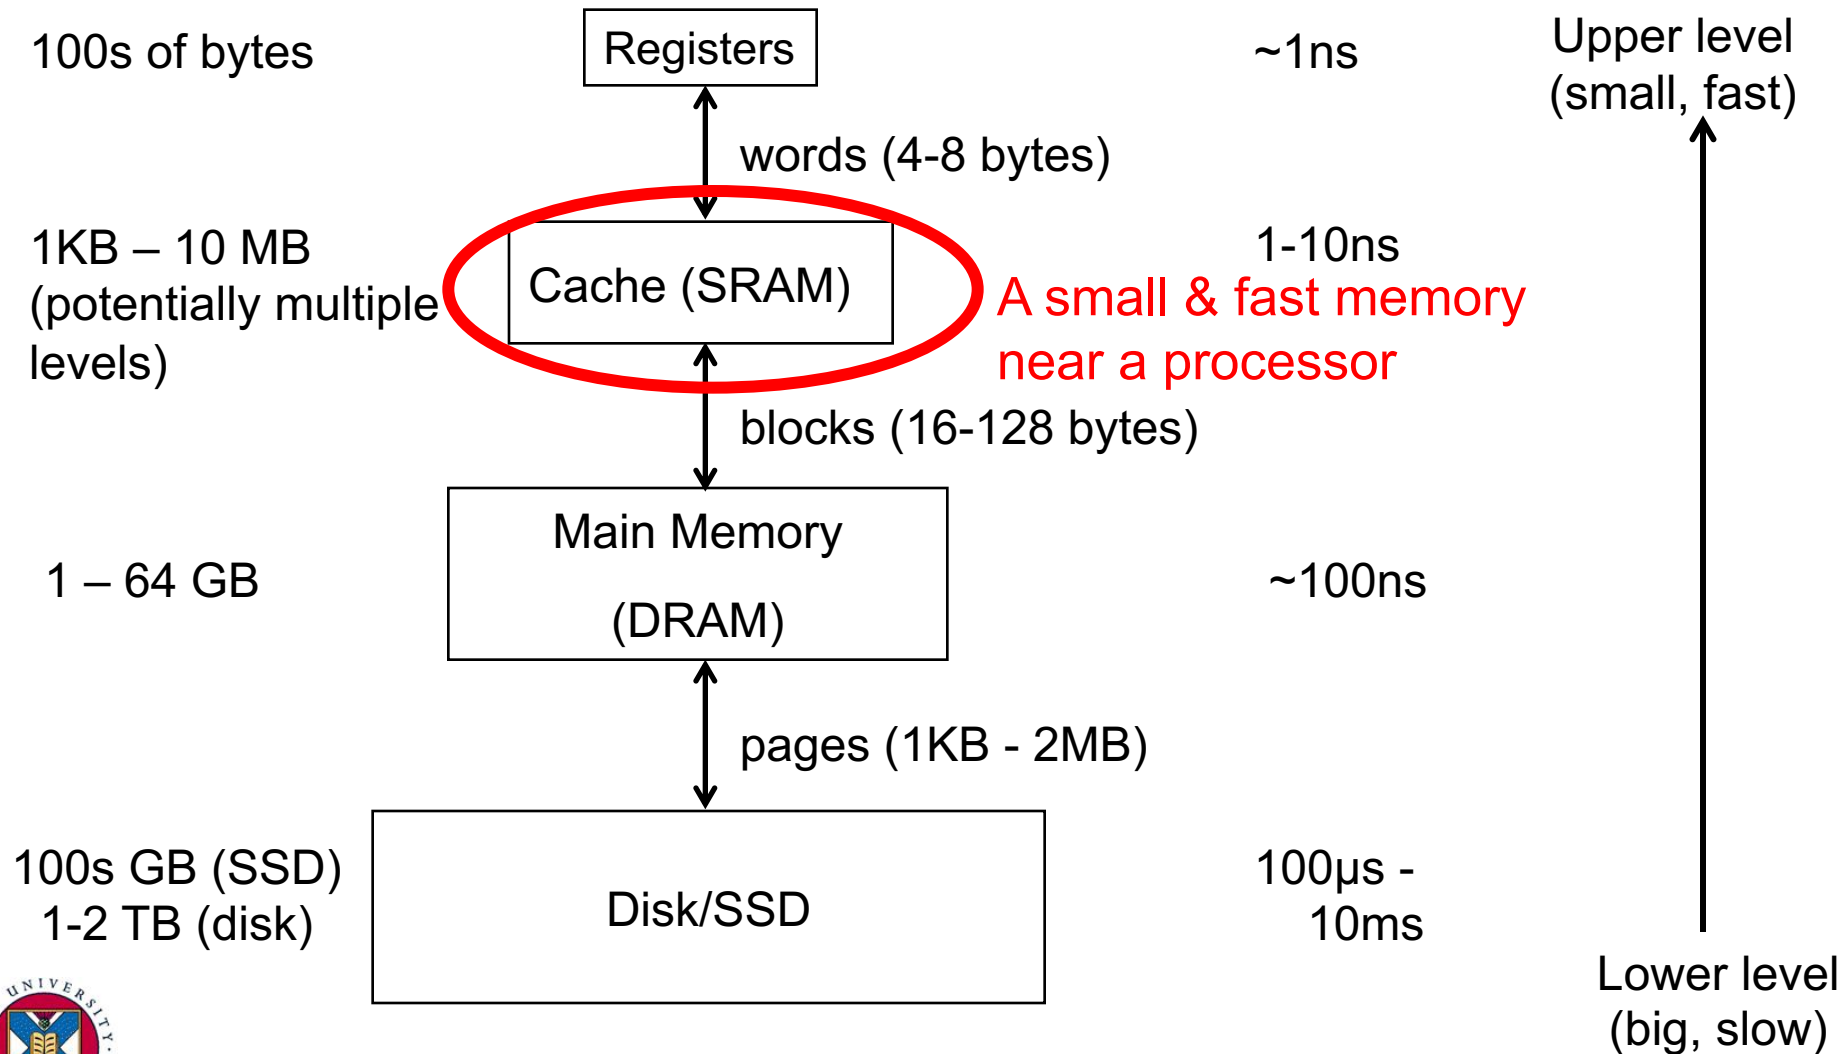 100s of bytes
Registers
~1ns
Upper level
(small, fast)
words (4-8 bytes)
1KB – 10 MB
(potentially multiple
levels)
Cache (SRAM)
1-10ns
A small & fast memory
near a processor
blocks (16-128 bytes)
1 – 64 GB
Main Memory
(DRAM)
~100ns
pages (1KB - 2MB)
100s GB (SSD)
1-2 TB (disk)
Disk/SSD
100µs -
10ms
Lower level
(big, slow)
UNIVERSITY